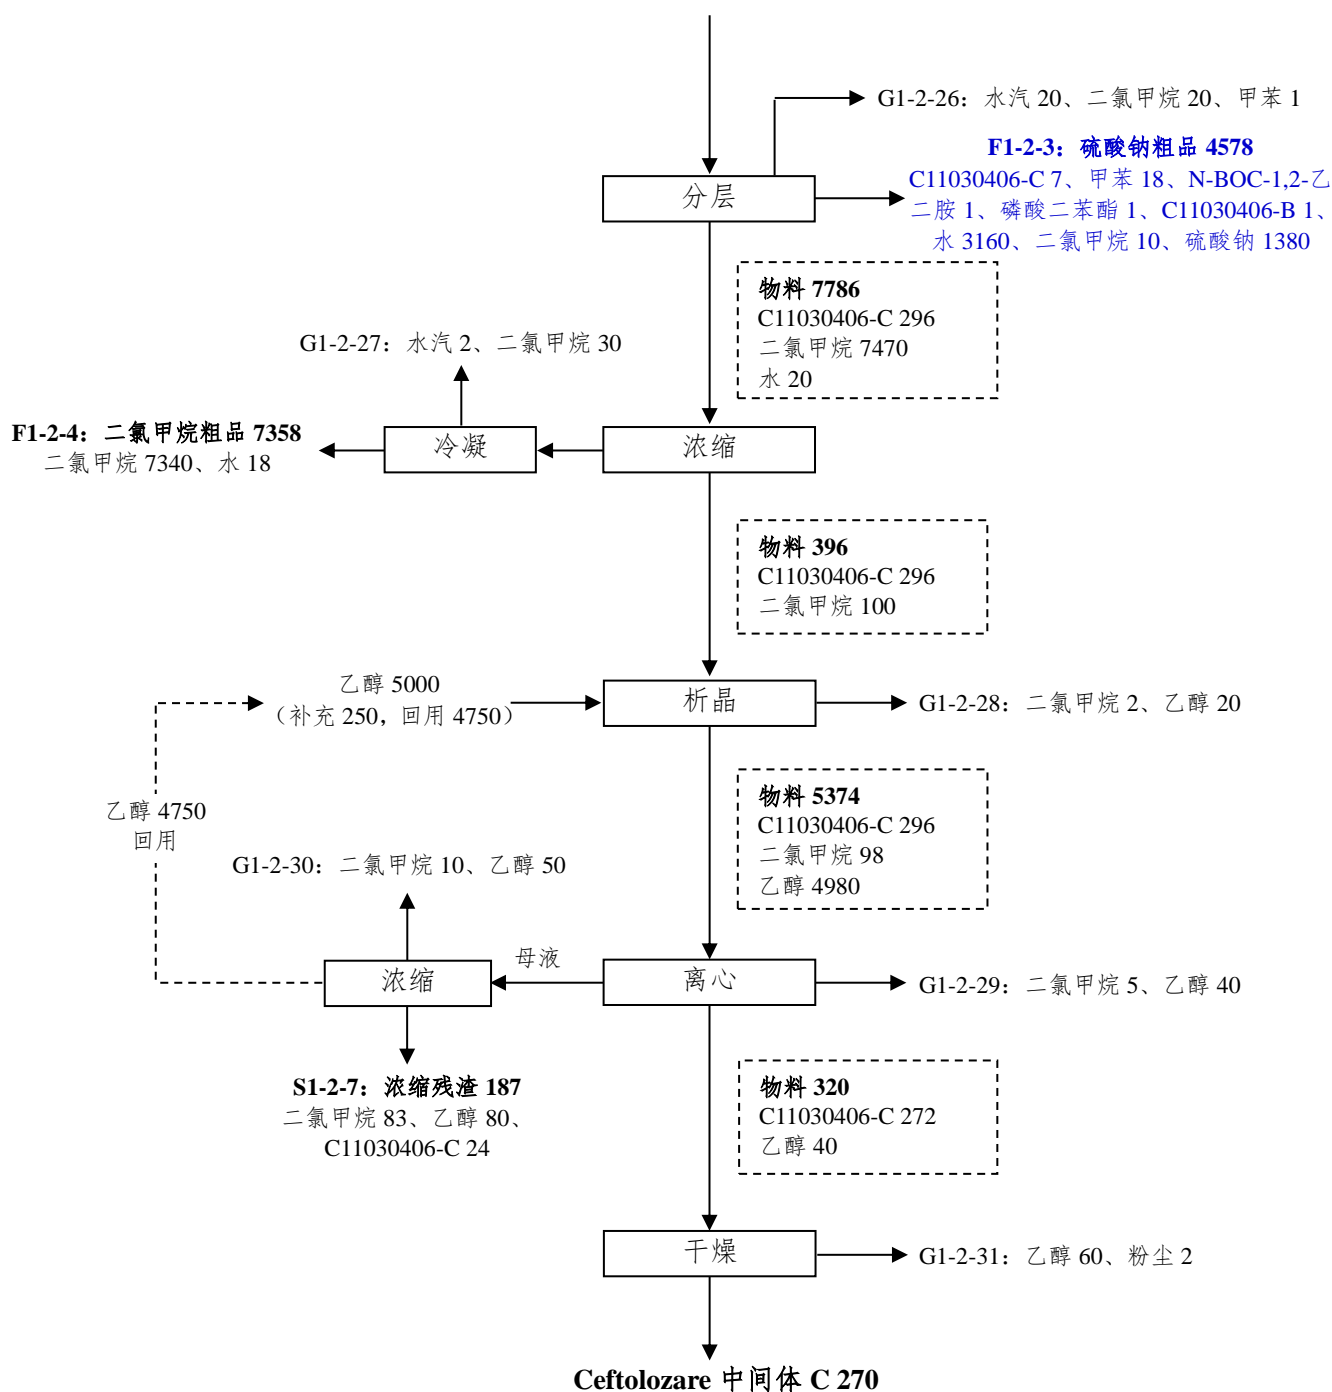 G1-2-26：水汽 20、二氯甲烷 20、甲苯 1
F1-2-3：硫酸钠粗品 4578
C11030406-C 7、甲苯 18、N-BOC-1,2-乙
二胺 1、磷酸二苯酯 1、C11030406-B 1、
水 3160、二氯甲烷 10、硫酸钠 1380
分层
物料 7786
C11030406-C 296
二氯甲烷 7470
水 20
G1-2-27：水汽 2、二氯甲烷 30
F1-2-4：二氯甲烷粗品 7358
二氯甲烷 7340、水 18
冷凝
浓缩
物料 396
C11030406-C 296
二氯甲烷 100
乙醇 5000
（补充 250，回用 4750）
析晶
G1-2-28：二氯甲烷 2、乙醇 20
物料 5374
C11030406-C 296
二氯甲烷 98
乙醇 4980
乙醇 4750
回用
G1-2-30：二氯甲烷 10、乙醇 50
浓缩
母液
离心
G1-2-29：二氯甲烷 5、乙醇 40
S1-2-7：浓缩残渣 187
二氯甲烷 83、乙醇 80、
C11030406-C 24
物料 320
C11030406-C 272
乙醇 40
干燥
G1-2-31：乙醇 60、粉尘 2
Ceftolozare 中间体 C 270